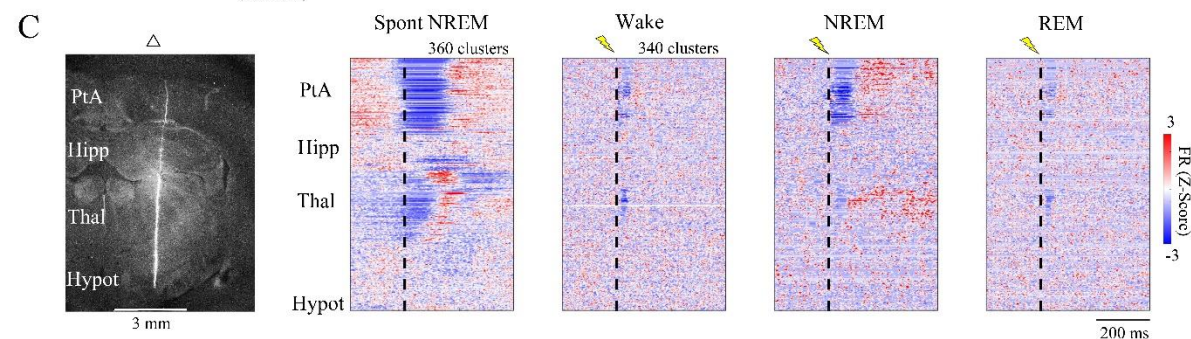 C
Spont NREM
360 clusters
Wake
340 clusters
NREM
REM
PtA
Hipp
Thal
Hypot
3 mm
PtA
Hipp
Thal
Hypot
3
FR (Z-Score)
-3
200 ms